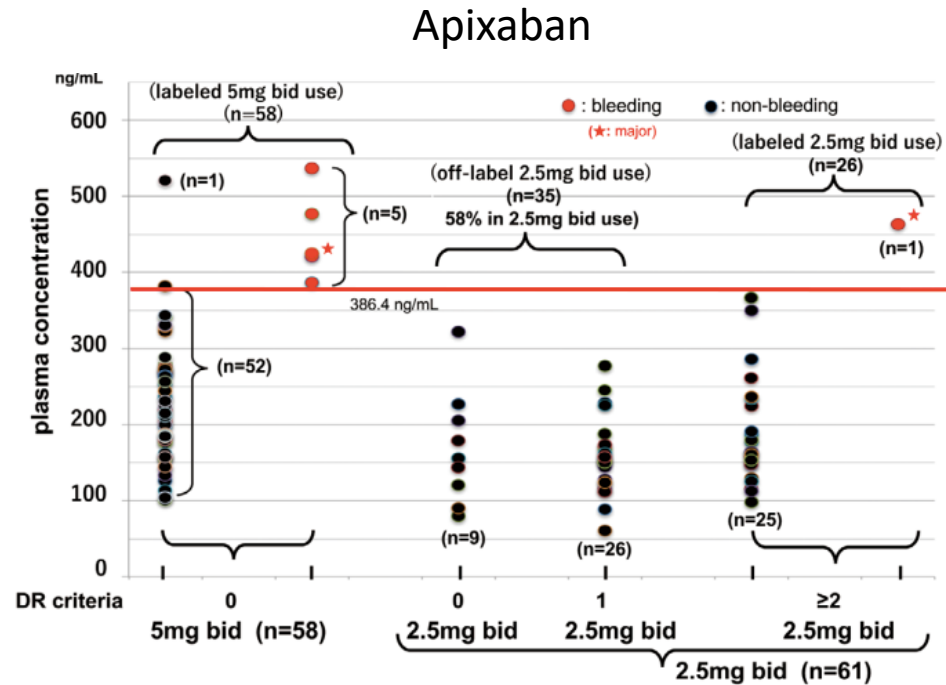 Apixaban
ng/mL
(labeled 5mg bid use)
(n=58)
: bleeding
: non-bleeding
(★: major)
(labeled 2.5mg bid use)
(n=26)
600
(n=1)
(off-label 2.5mg bid use)
(n=35)
58% in 2.5mg bid use)
500
(n=5)
★
★
(n=1)
400
386.4 ng/mL
plasma concentration
300
(n=52)
200
100
(n=9)
(n=26)
(n=25)
0
DR criteria
0
0
1
≥2
5mg bid (n=58)
2.5mg bid
2.5mg bid
2.5mg bid
2.5mg bid (n=61)